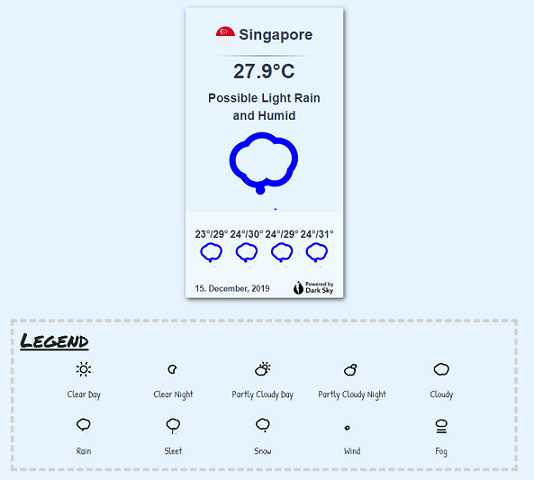 Singapore
27.9°C
Possible Light Rain
and Humid
23°/29° 24°/30° 24°/29° 24°/31°
15. December, 2019
Powered by
Dark Sky
LEGEND
Clear Day Clear Night Partly Cloudy Day Partly Cloudy Night Cloudy
Rain Sleet Snow Wind Fog